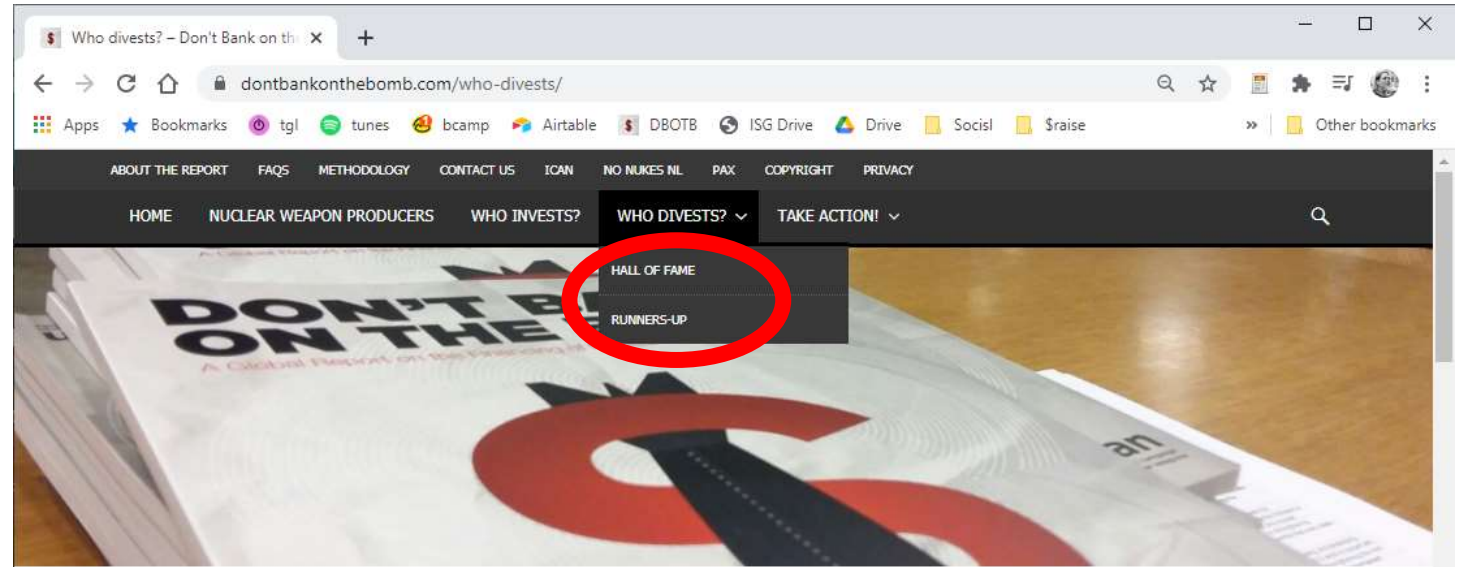 Who divests? – Don't Bank on th
dontbankonthebomb.com/who-divests/
Apps Bookmarks tgl tunes bcamp Airtable DBOTB ISG Drive Drive Socisl $raise » Other bookmarks
ABOUT THE REPORT FAQS METHODOLOGY CONTACT US ICAN NO NUKES NL PAX COPYRIGHT PRIVACY
HOME NUCLEAR WEAPON PRODUCERS WHO INVESTS? WHO DIVESTS? TAKE ACTION!
HALL OF FAME
RUNNERS-UP
DON'T B
ON THE
A Global Report on the Financing of
an
$